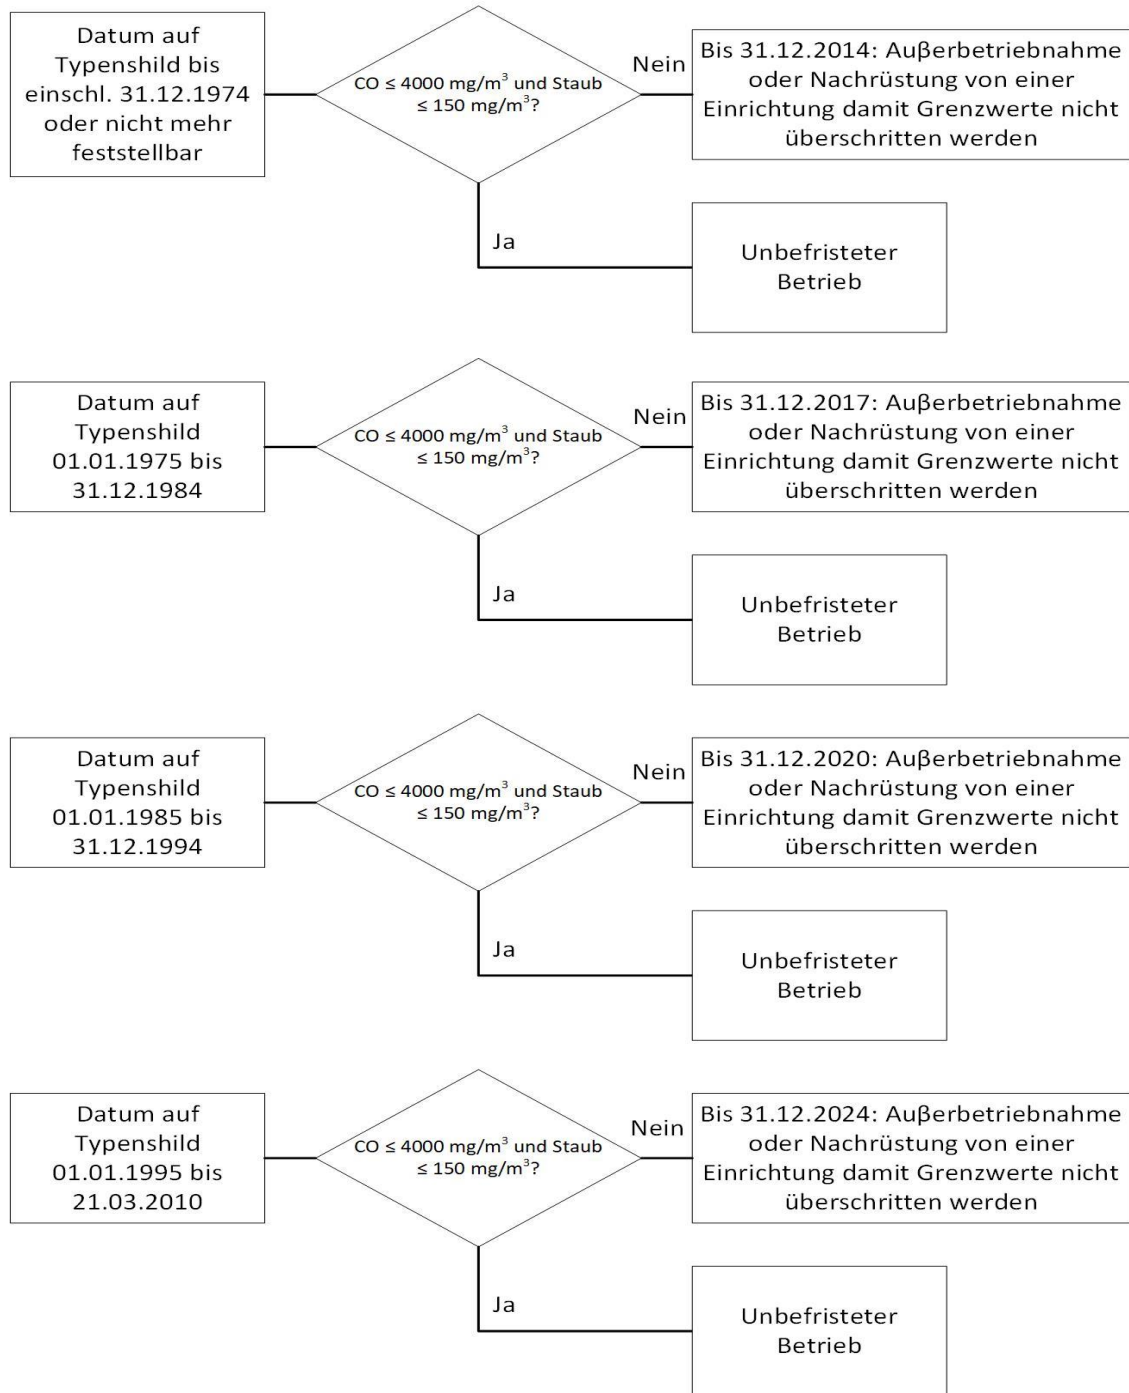 Datum auf
Typenshild bis
einschl. 31.12.1974
oder nicht mehr
feststellbar
CO ≤ 4000 mg/m³ und Staub
≤ 150 mg/m³?
Nein
Bis 31.12.2014: Auβerbetriebnahme
oder Nachrüstung von einer
Einrichtung damit Grenzwerte nicht
überschritten werden
Ja
Unbefristeter
Betrieb
Datum auf
Typenshild
01.01.1975 bis
31.12.1984
CO ≤ 4000 mg/m³ und Staub
≤ 150 mg/m³?
Nein
Bis 31.12.2017: Auβerbetriebnahme
oder Nachrüstung von einer
Einrichtung damit Grenzwerte nicht
überschritten werden
Ja
Unbefristeter
Betrieb
Datum auf
Typenshild
01.01.1985 bis
31.12.1994
CO ≤ 4000 mg/m³ und Staub
≤ 150 mg/m³?
Nein
Bis 31.12.2020: Auβerbetriebnahme
oder Nachrüstung von einer
Einrichtung damit Grenzwerte nicht
überschritten werden
Ja
Unbefristeter
Betrieb
Datum auf
Typenshild
01.01.1995 bis
21.03.2010
CO ≤ 4000 mg/m³ und Staub
≤ 150 mg/m³?
Nein
Bis 31.12.2024: Auβerbetriebnahme
oder Nachrüstung von einer
Einrichtung damit Grenzwerte nicht
überschritten werden
Ja
Unbefristeter
Betrieb